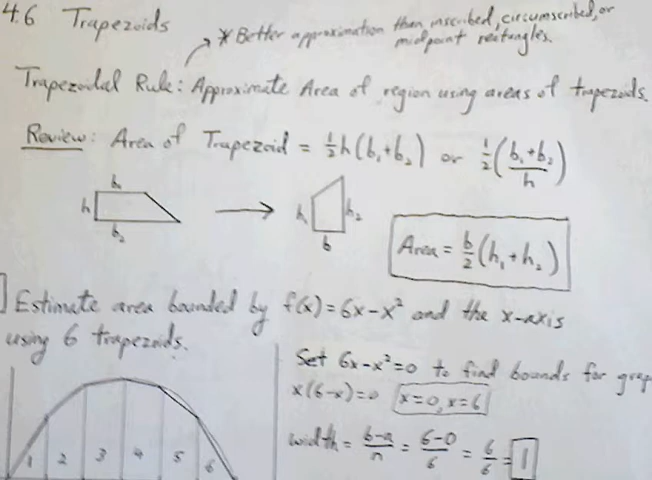 4.6 Trapezoids
* Better approximation than inscribed, circumscribed, or
midpoint rectangles.
Trapezoidal Rule: Approximate Area of region using areas of trapezoids.
Review: Area of Trapezoid = 1/2 h(b₁+b₂) or 1/2 ((b₁+b₂)/h)
b₁
h
b₂
h₁ h₂
b
Area = b/2 (h₁+h₂)
] Estimate area bounded by f(x)=6x-x² and the x-axis
using 6 trapezoids.
Set 6x-x²=0 to find bounds for grap
x(6-x)=0 x=0, x=6
width = (b-a)/n = (6-0)/6 = 6/6 = 1
1 2 3 4 5 6